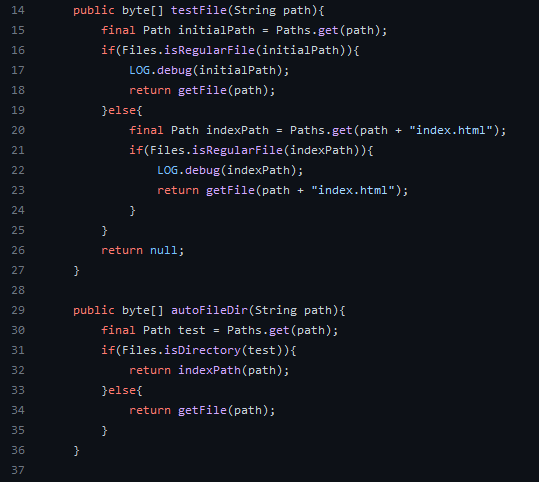 14 public byte[] testFile(String path){
15 final Path initialPath = Paths.get(path);
16 if(Files.isRegularFile(initialPath)){
17 LOG.debug(initialPath);
18 return getFile(path);
19 }else{
20 final Path indexPath = Paths.get(path + "index.html");
21 if(Files.isRegularFile(indexPath)){
22 LOG.debug(indexPath);
23 return getFile(path + "index.html");
24 }
25 }
26 return null;
27 }
28
29 public byte[] autoFileDir(String path){
30 final Path test = Paths.get(path);
31 if(Files.isDirectory(test)){
32 return indexPath(path);
33 }else{
34 return getFile(path);
35 }
36 }
37